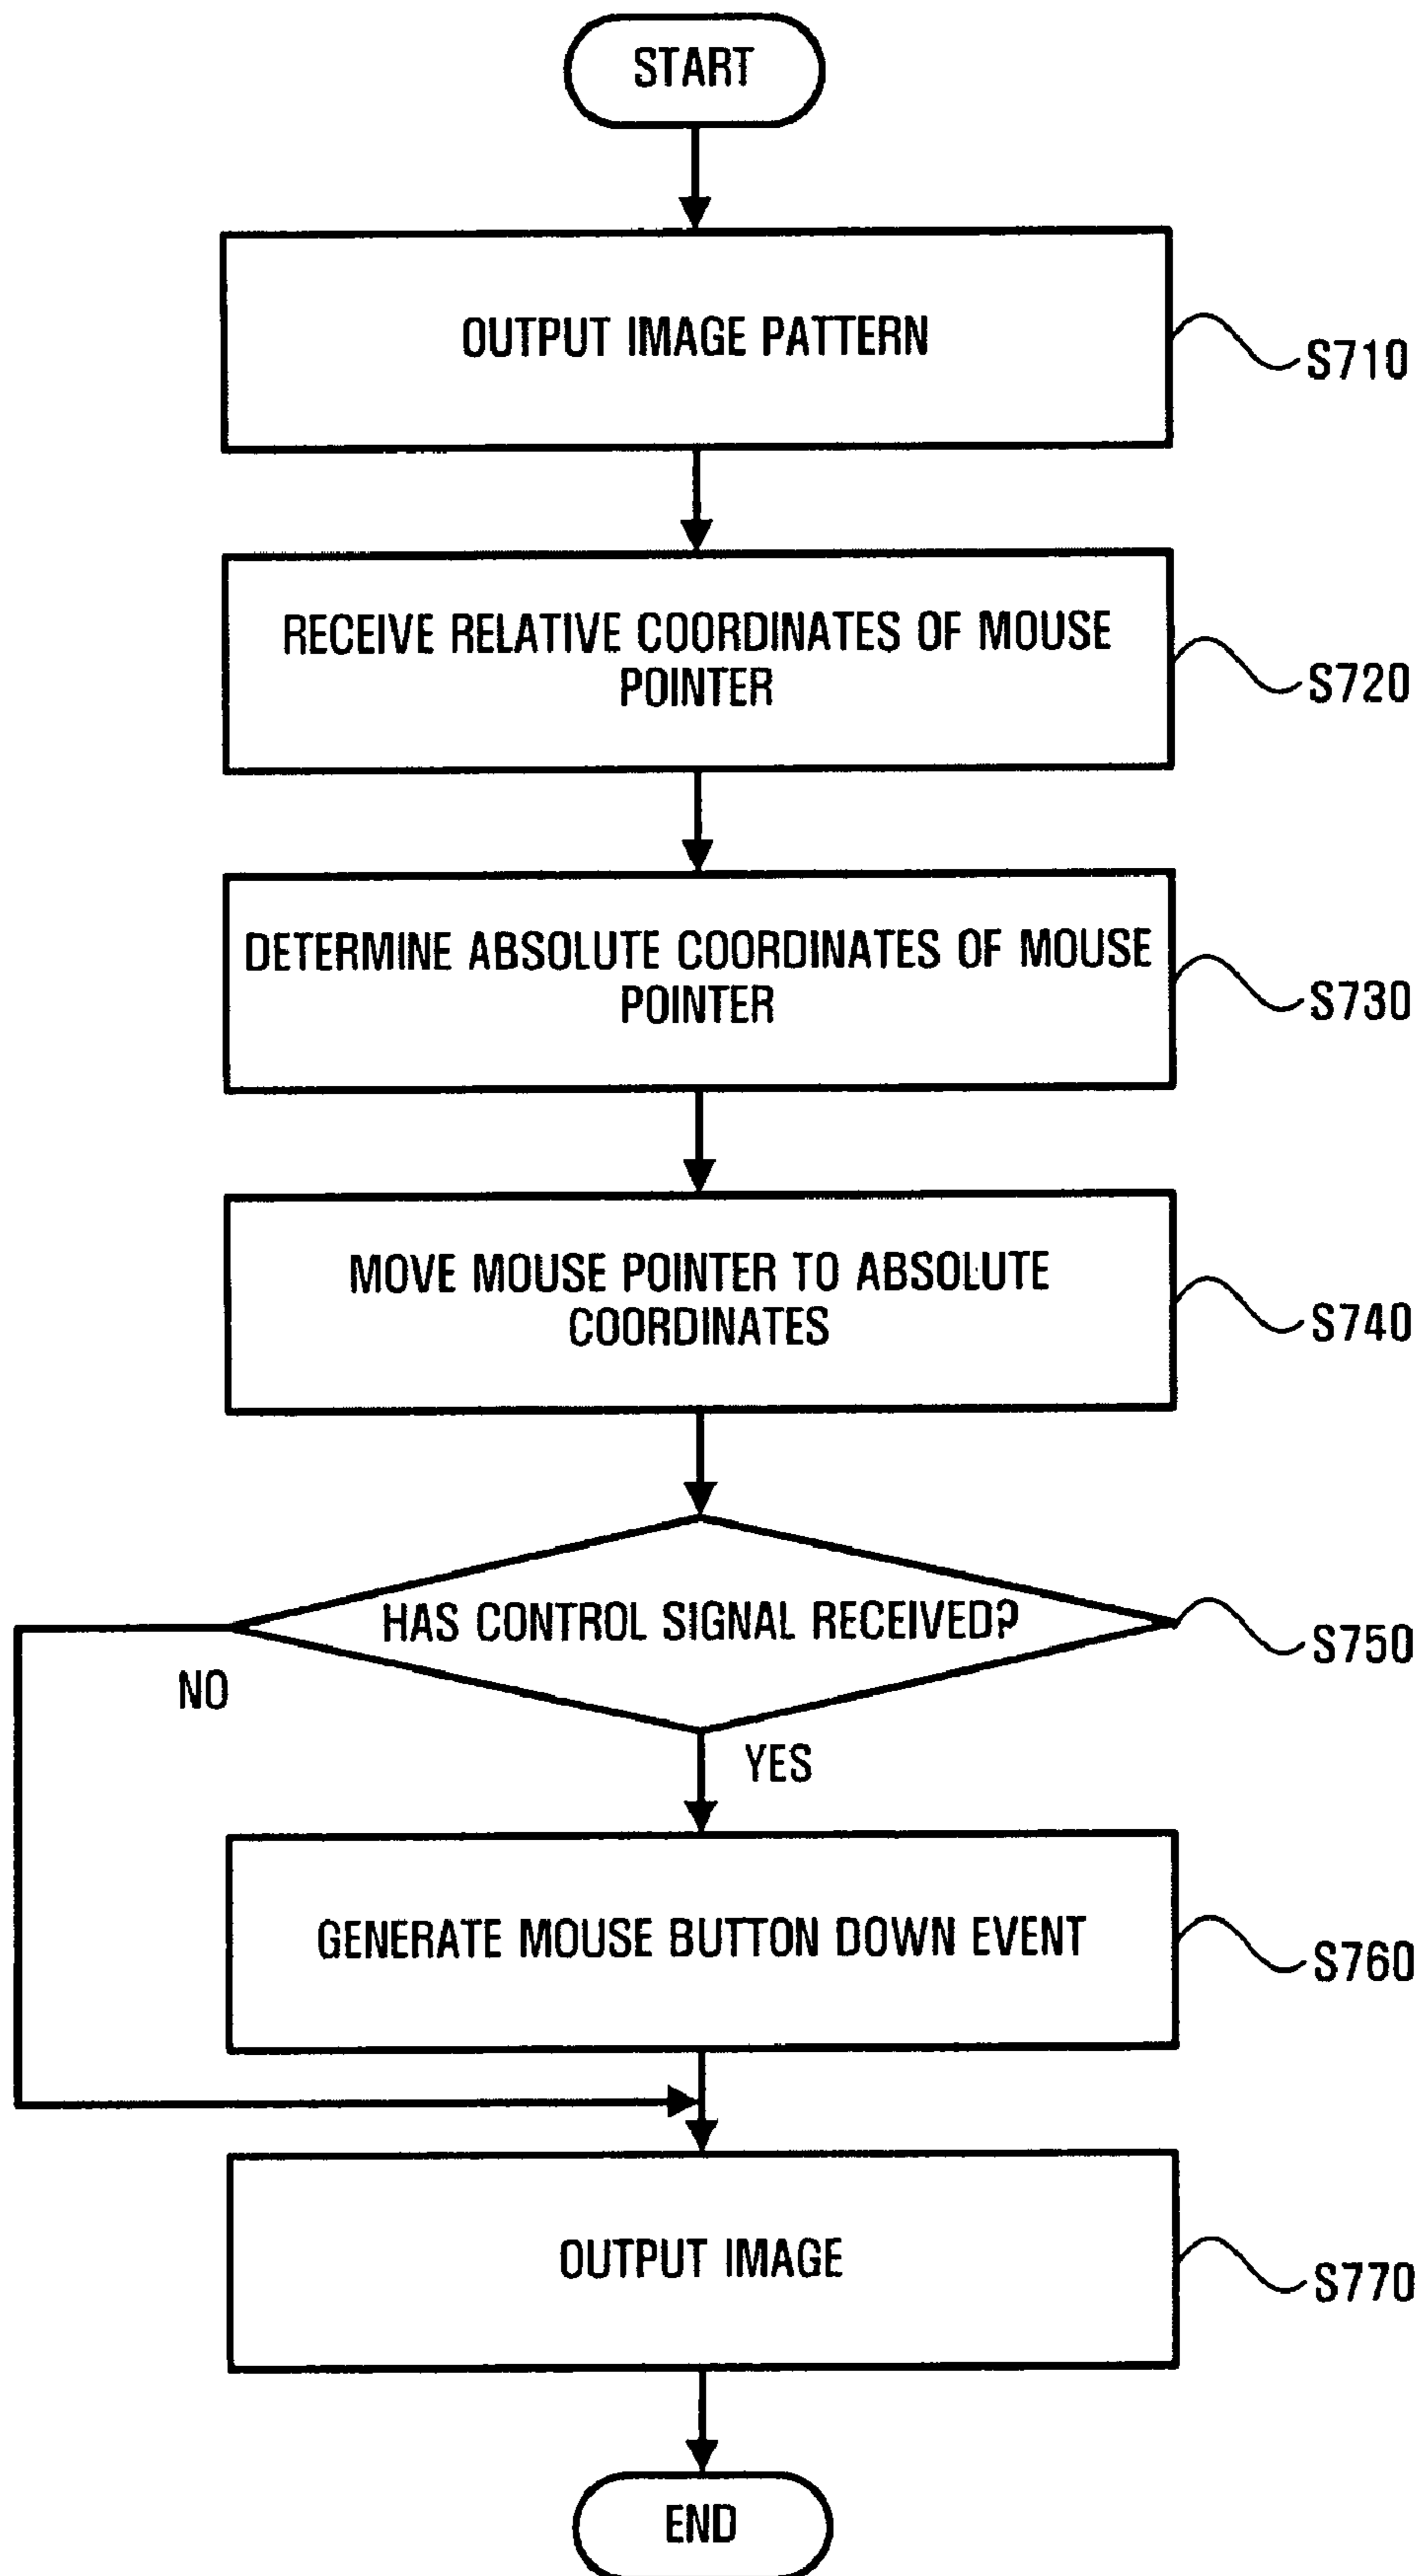 START
OUTPUT IMAGE PATTERN
S710
RECEIVE RELATIVE COORDINATES OF MOUSE
POINTER
S720
DETERMINE ABSOLUTE COORDINATES OF MOUSE
POINTER
S730
MOVE MOUSE POINTER TO ABSOLUTE
COORDINATES
S740
HAS CONTROL SIGNAL RECEIVED?
S750
NO
YES
GENERATE MOUSE BUTTON DOWN EVENT
S760
OUTPUT IMAGE
S770
END